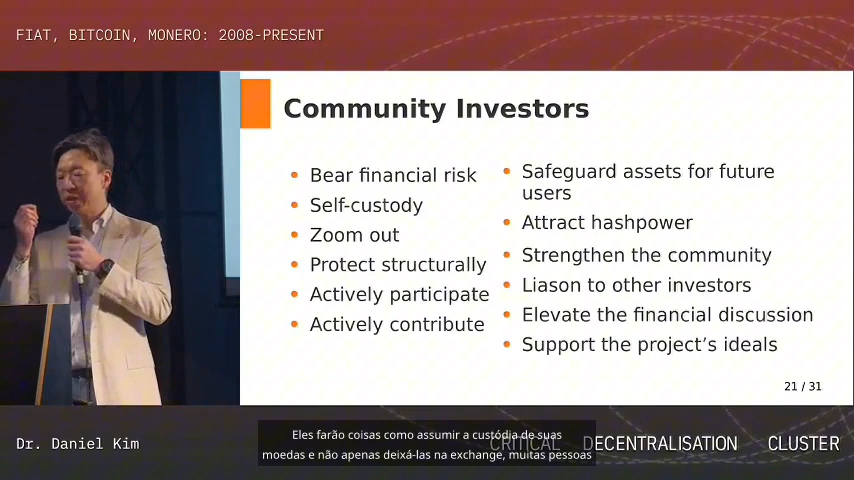 FIAT, BITCOIN, MONERO: 2008-PRESENT
Community Investors
Bear financial risk
Self-custody
Zoom out
Protect structurally
Actively participate
Actively contribute
Safeguard assets for future
users
Attract hashpower
Strengthen the community
Liason to other investors
Elevate the financial discussion
Support the project's ideals
21 / 31
Dr. Daniel Kim
CRITICAL DECENTRALISATION CLUSTER
Eles farão coisas como assumir a custódia de suas
moedas e não apenas deixá-las na exchange, muitas pessoas